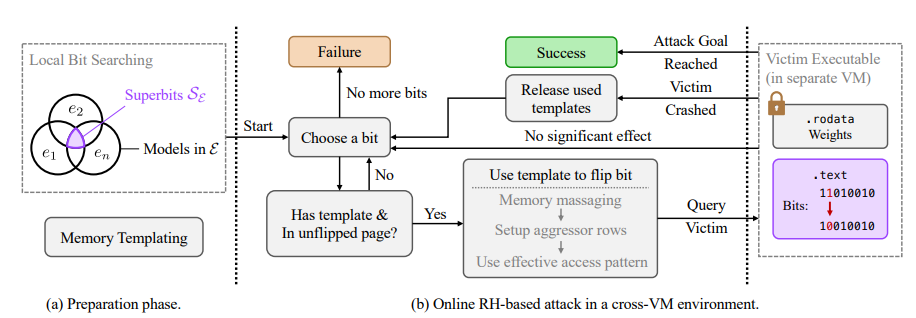 Local Bit Searching
e2
Superbits SE
e1
en
Models in E
Memory Templating
(a) Preparation phase.
Start
Failure
No more bits
Choose a bit
No
Has template &
In unflipped page?
Yes
Success
Release used
templates
Use template to flip bit
Memory massaging
Setup aggressor rows
Use effective access pattern
Attack Goal
Reached
Victim
Crashed
No significant effect
Query
Victim
Victim Executable
(in separate VM)
.rodata
Weights
.text
11010010
Bits:
10010010
(b) Online RH-based attack in a cross-VM environment.